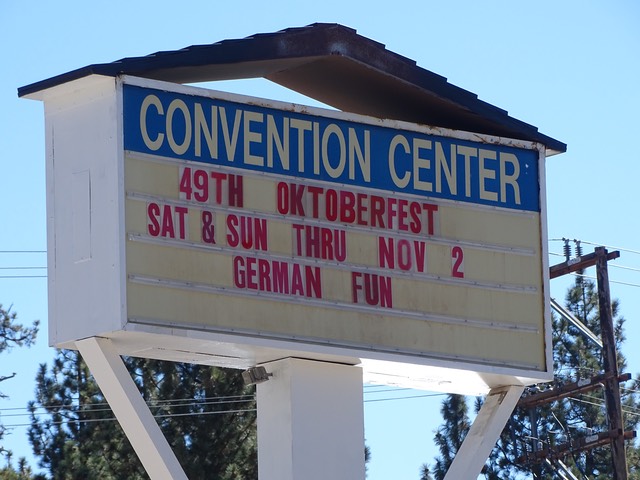 CONVENTION CENTER
49TH OKTOBERFEST
SAT & SUN THRU NOV 2
GERMAN FUN